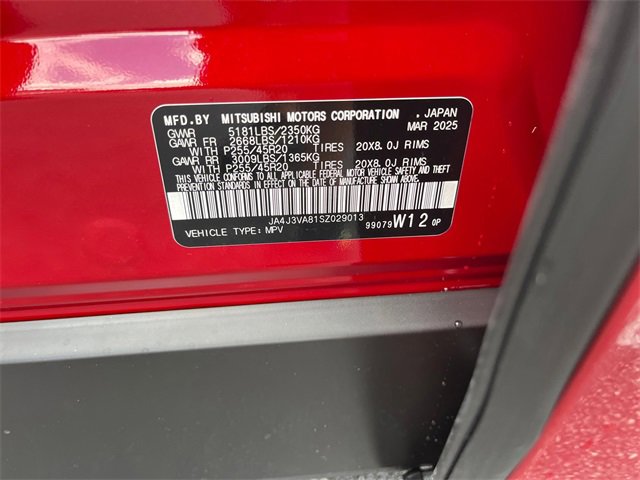 MFD.BY MITSUBISHI MOTORS CORPORATION . JAPAN
GVWR 5181LBS/2350KG MAR 2025
GAWR FR 2668LBS/1210KG
WITH P255/45R20 TIRES 20X8.0J RIMS
GAWR RR 3009LBS/1365KG
WITH P255/45R20 TIRES 20X8.0J RIMS
THIS VEHICLE CONFORMS TO ALL APPLICABLE FEDERAL MOTOR VEHICLE SAFETY AND THEFT
PREVENTION STANDARDS IN EFFECT ON THE DATE OF MANUFACTURE SHOWN ABOVE.
JA4J3VA81SZ029013
VEHICLE TYPE: MPV 99079 W12 0P